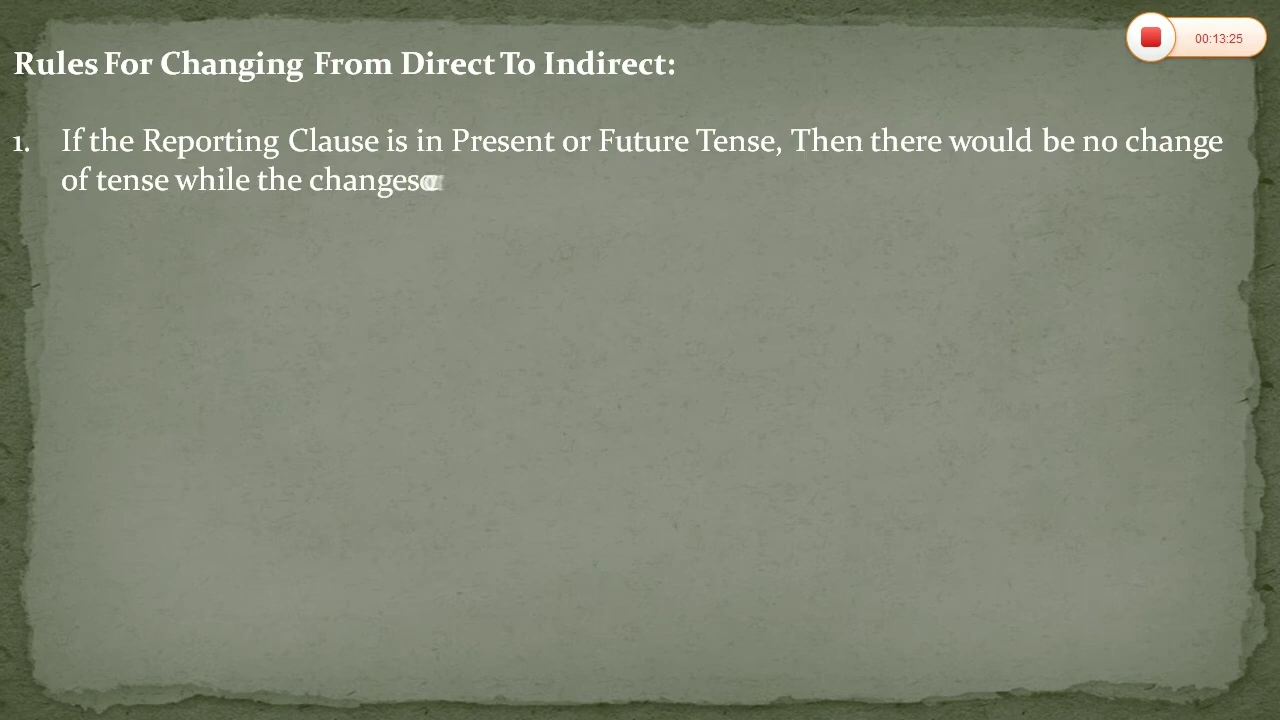 Rules For Changing From Direct To Indirect:
00:13:25
1. If the Reporting Clause is in Present or Future Tense, Then there would be no change
of tense while the changes